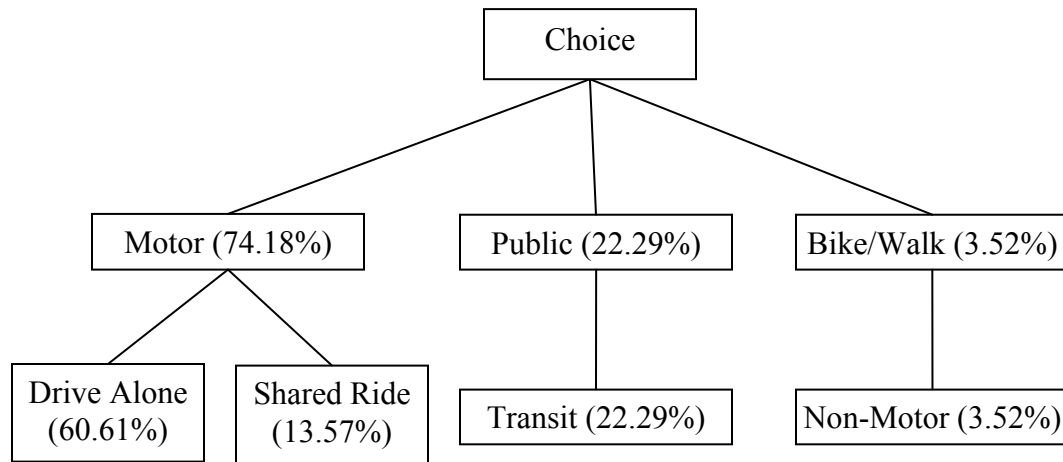 Choice
Motor (74.18%)
Public (22.29%)
Bike/Walk (3.52%)
Drive Alone
(60.61%)
Shared Ride
(13.57%)
Transit (22.29%)
Non-Motor (3.52%)